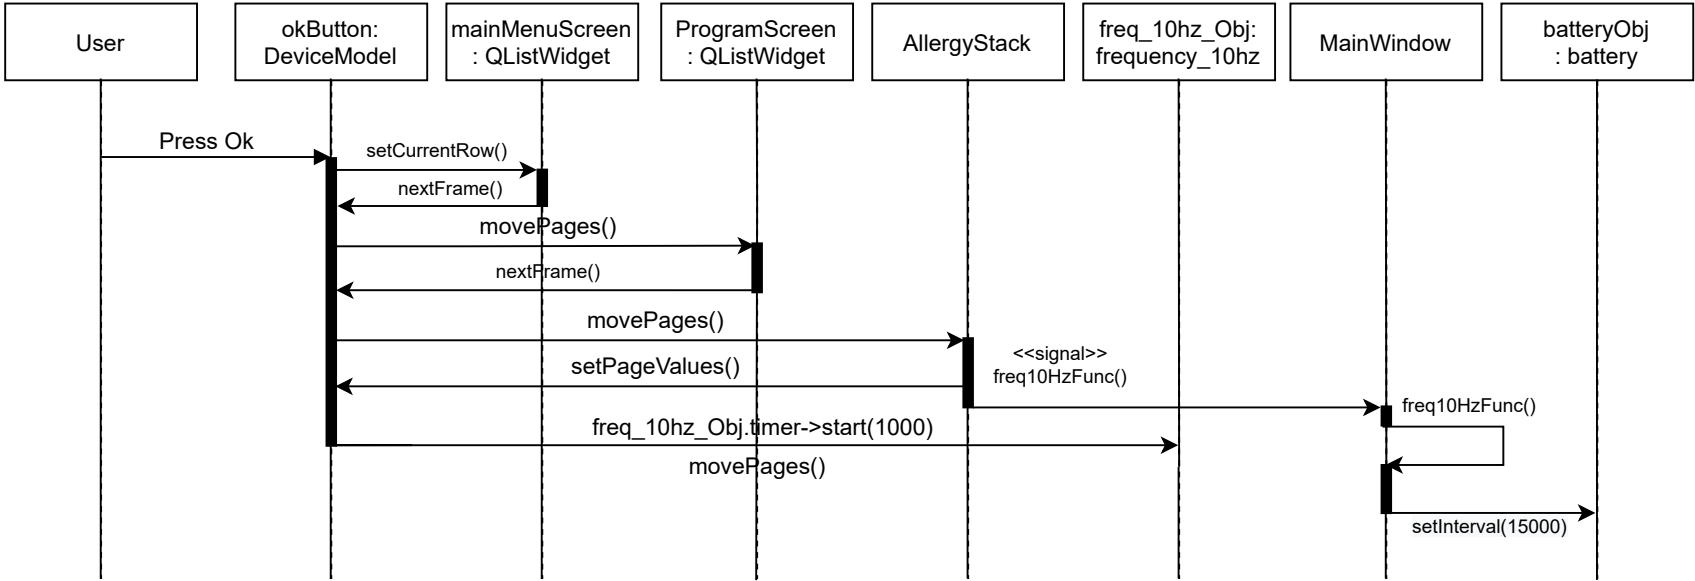 User
okButton:
DeviceModel
mainMenuScreen
: QListWidget
ProgramScreen
: QListWidget
AllergyStack
freq_10hz_Obj:
frequency_10hz
MainWindow
batteryObj
: battery
Press Ok
setCurrentRow()
nextFrame()
movePages()
nextFrame()
movePages()
<<signal>>
freq10HzFunc()
setPageValues()
freq10HzFunc()
freq_10hz_Obj.timer->start(1000)
movePages()
setInterval(15000)